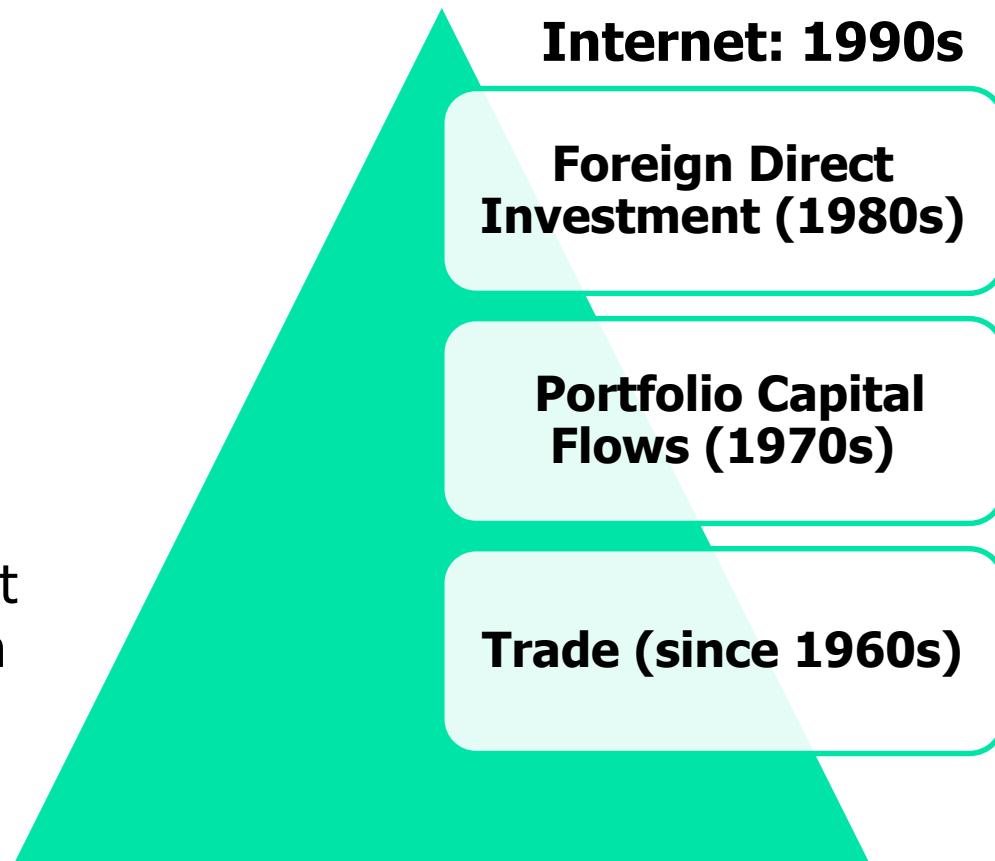 Internet: 1990s
Foreign Direct
Investment (1980s)
Portfolio Capital
Flows (1970s)
Trade (since 1960s)